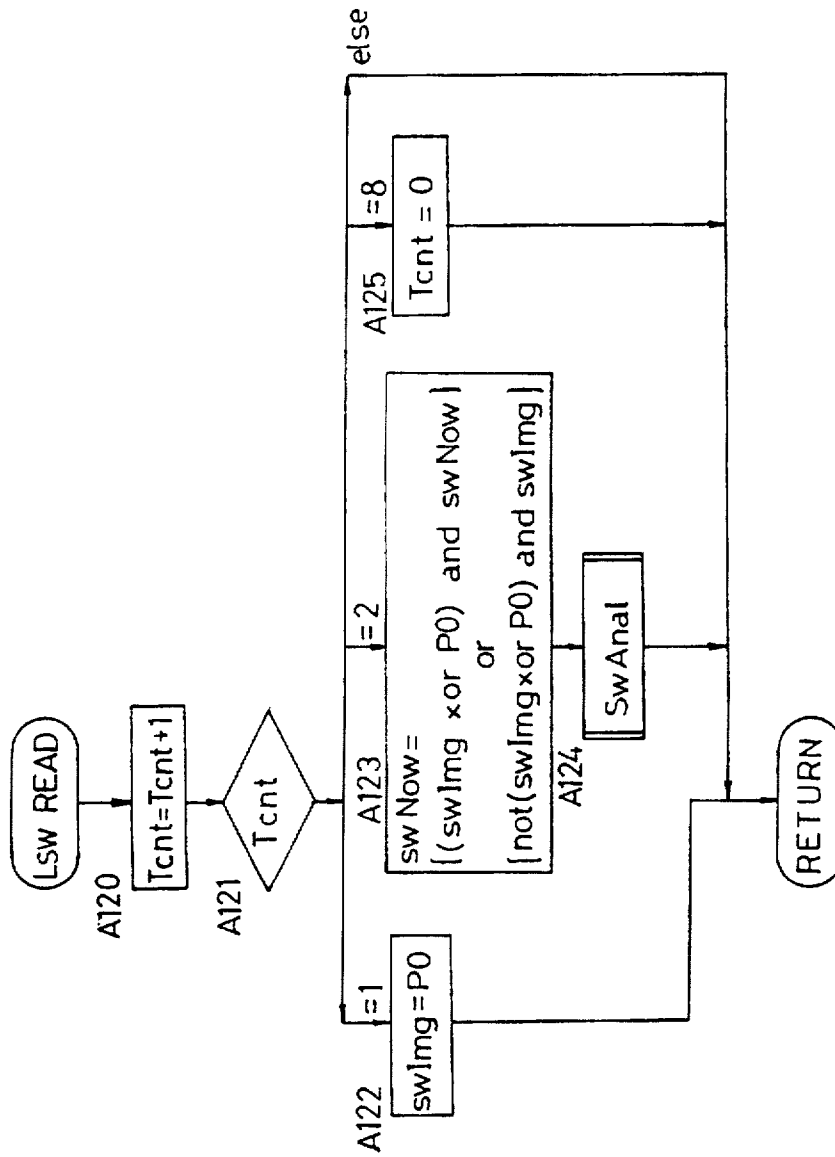 LSW READ
A120
Tcnt=Tcnt+1
A121
Tcnt
=1
A122
swImg=P0
=2
A123
swNow=
[(swImg xor P0) and swNow]
or
[not(swImg xor P0) and swImg]
A124
SwAnal
=8
A125
Tcnt = 0
else
RETURN